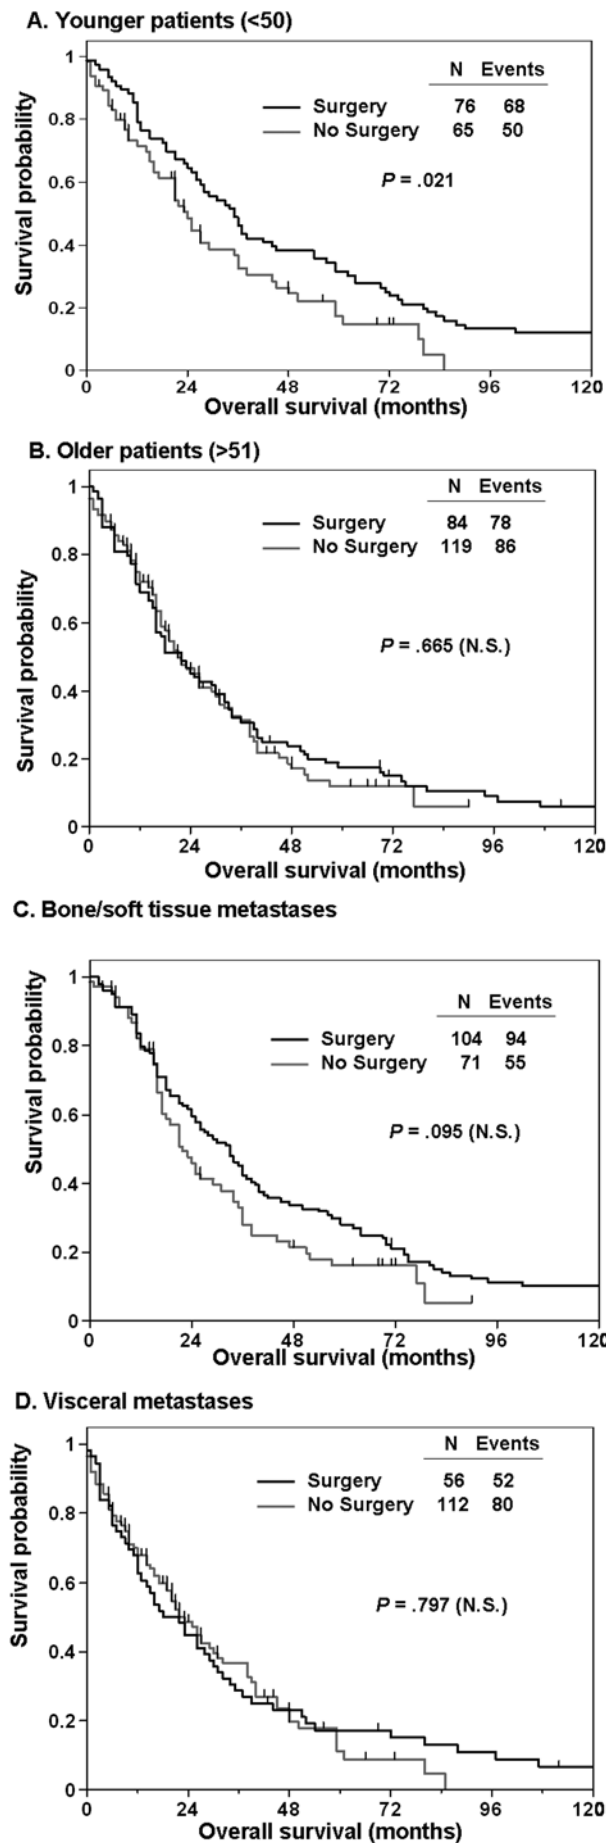 A. Younger patients (<50)
N Events
Surgery 76 68
No Surgery 65 50
P = .021
Survival probability
1
0.8
0.6
0.4
0.2
0
0 24 48 72 96 120
Overall survival (months)
B. Older patients (>51)
N Events
Surgery 84 78
No Surgery 119 86
P = .665 (N.S.)
Survival probability
1
0.8
0.6
0.4
0.2
0
0 24 48 72 96 120
Overall survival (months)
C. Bone/soft tissue metastases
N Events
Surgery 104 94
No Surgery 71 55
P = .095 (N.S.)
Survival probability
1
0.8
0.6
0.4
0.2
0
0 24 48 72 96 120
Overall survival (months)
D. Visceral metastases
N Events
Surgery 56 52
No Surgery 112 80
P = .797 (N.S.)
Survival probability
1
0.8
0.6
0.4
0.2
0
0 24 48 72 96 120
Overall survival (months)